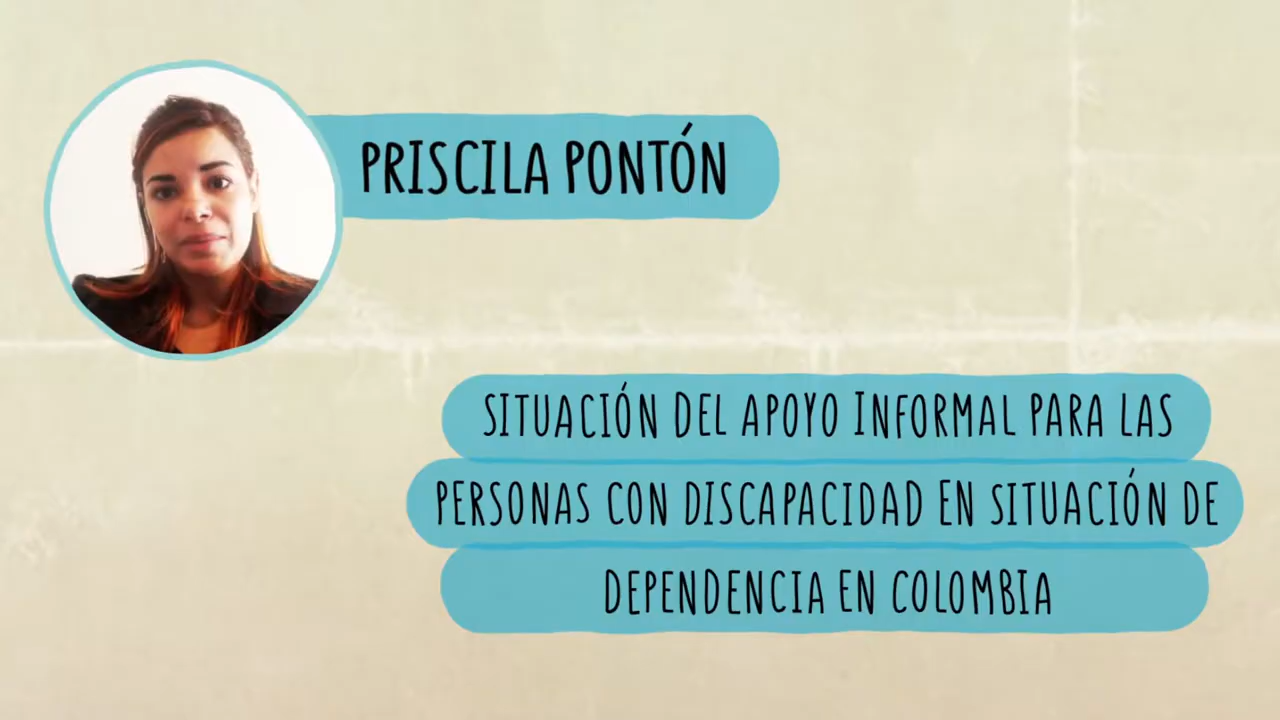 PRISCILA PONTÓN
SITUACIÓN DEL APOYO INFORMAL PARA LAS
PERSONAS CON DISCAPACIDAD EN SITUACIÓN DE
DEPENDENCIA EN COLOMBIA